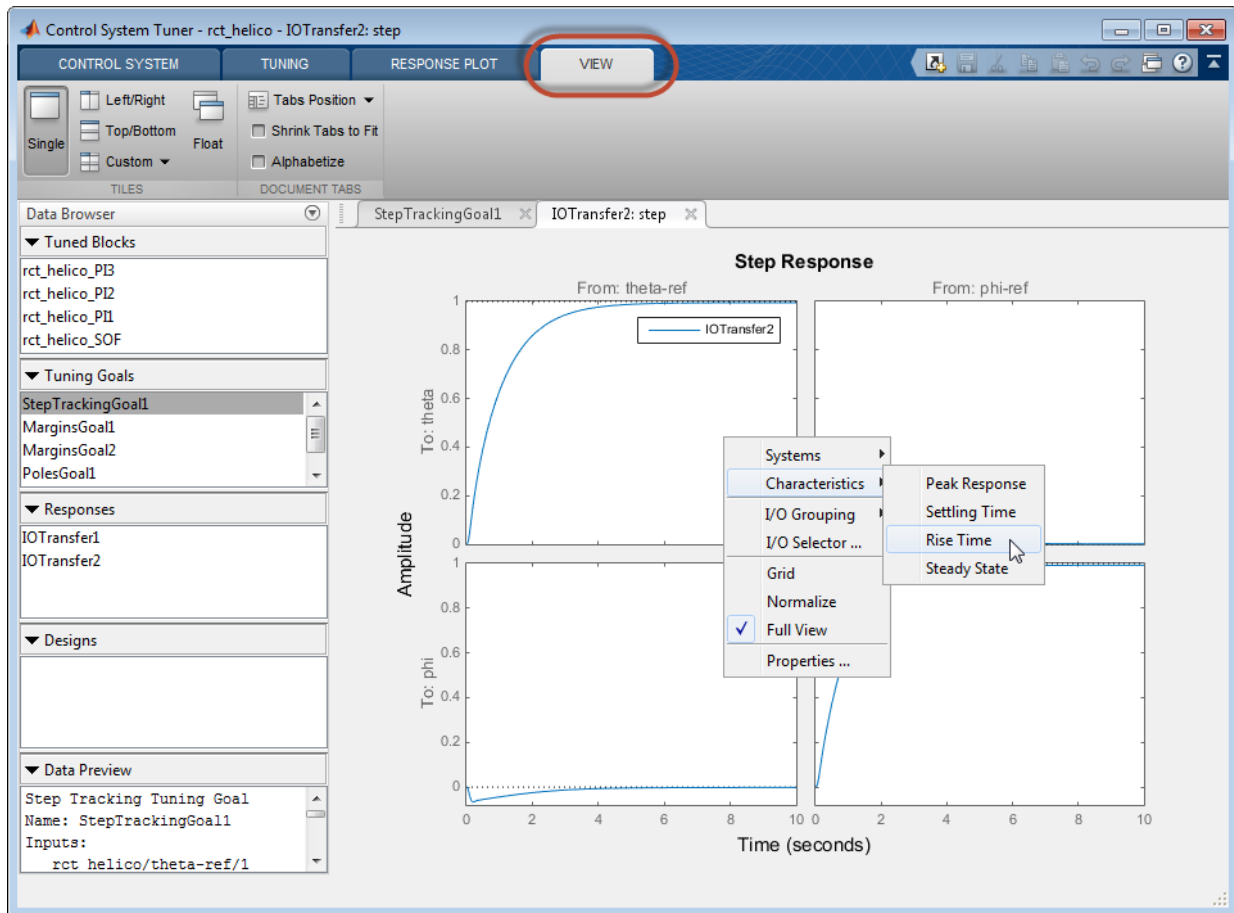 Control System Tuner - rct_helico - IOTransfer2: step
CONTROL SYSTEM TUNING RESPONSE PLOT VIEW
Single
Left/Right
Top/Bottom
Custom
Float
TILES
Tabs Position
Shrink Tabs to Fit
Alphabetize
DOCUMENT TABS
Data Browser
Tuned Blocks
rct_helico_PI3
rct_helico_PI2
rct_helico_PI1
rct_helico_SOF
Tuning Goals
StepTrackingGoal1
MarginsGoal1
MarginsGoal2
PolesGoal1
Responses
IOTransfer1
IOTransfer2
Designs
Data Preview
Step Tracking Tuning Goal
Name: StepTrackingGoal1
Inputs:
rct_helico/theta-ref/1
StepTrackingGoal1 IOTransfer2: step
Step Response
From: theta-ref From: phi-ref
IOTransfer2
To: theta
1
0.8
0.6
0.4
0.2
0
Amplitude
To: phi
1
0.8
0.6
0.4
0.2
0
0 2 4 6 8 10 0 2 4 6 8 10
Time (seconds)
Systems
Characteristics
I/O Grouping
I/O Selector ...
Grid
Normalize
Full View
Properties ...
Peak Response
Settling Time
Rise Time
Steady State